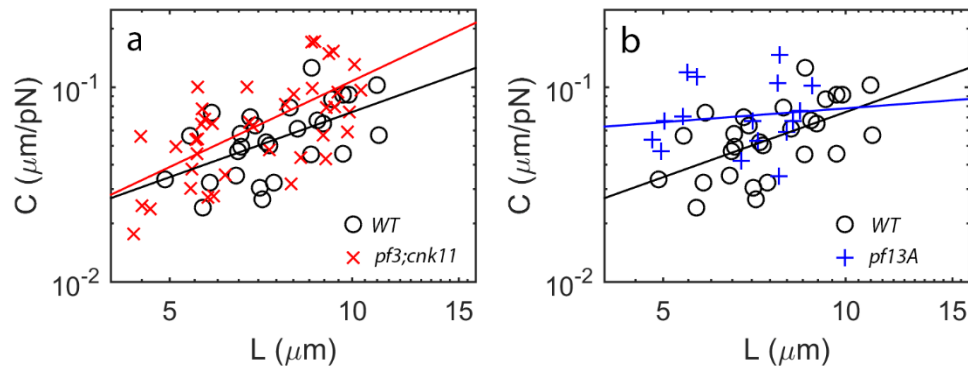 a
10⁻¹
10⁻²
C (μm/pN)
5
10
15
L (μm)
WT
pf3;cnk11
b
10⁻¹
10⁻²
C (μm/pN)
5
10
15
L (μm)
WT
pf13A